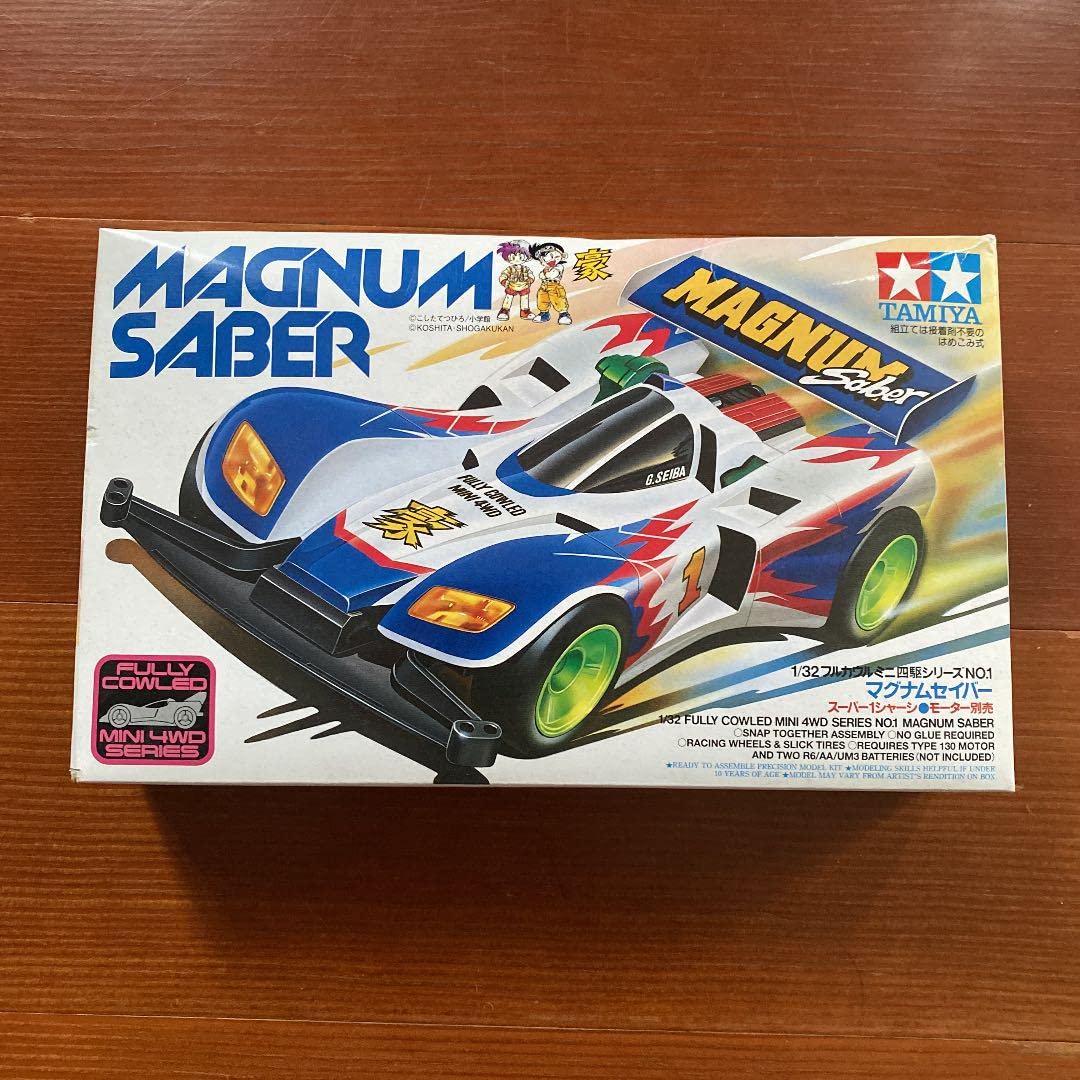 MAGNUM
SABER
豪
©こしたてつひろ/小学館
©KOSHITA・SHOGAKUKAN
TAMIYA
組立ては接着剤不要の
はめこみ式
MAGNUM
Saber
G.SEIBA
FULLY COWLED
MINI 4WD
豪
1
FULLY
COWLED
MINI 4WD
SERIES
1/32フルカウルミニ四駆シリーズNO.1
マグナムセイバー
スーパー1シャーシ●モーター別売
1/32 FULLY COWLED MINI 4WD SERIES NO.1 MAGNUM SABER
○SNAP TOGETHER ASSEMBLY ○NO GLUE REQUIRED
○RACING WHEELS & SLICK TIRES ○REQUIRES TYPE 130 MOTOR
AND TWO R6/AA/UM3 BATTERIES (NOT INCLUDED)
★READY TO ASSEMBLE PRECISION MODEL KIT ★MODELING SKILLS HELPFUL IF UNDER
10 YEARS OF AGE ★MODEL MAY VARY FROM ARTIST'S RENDITION ON BOX